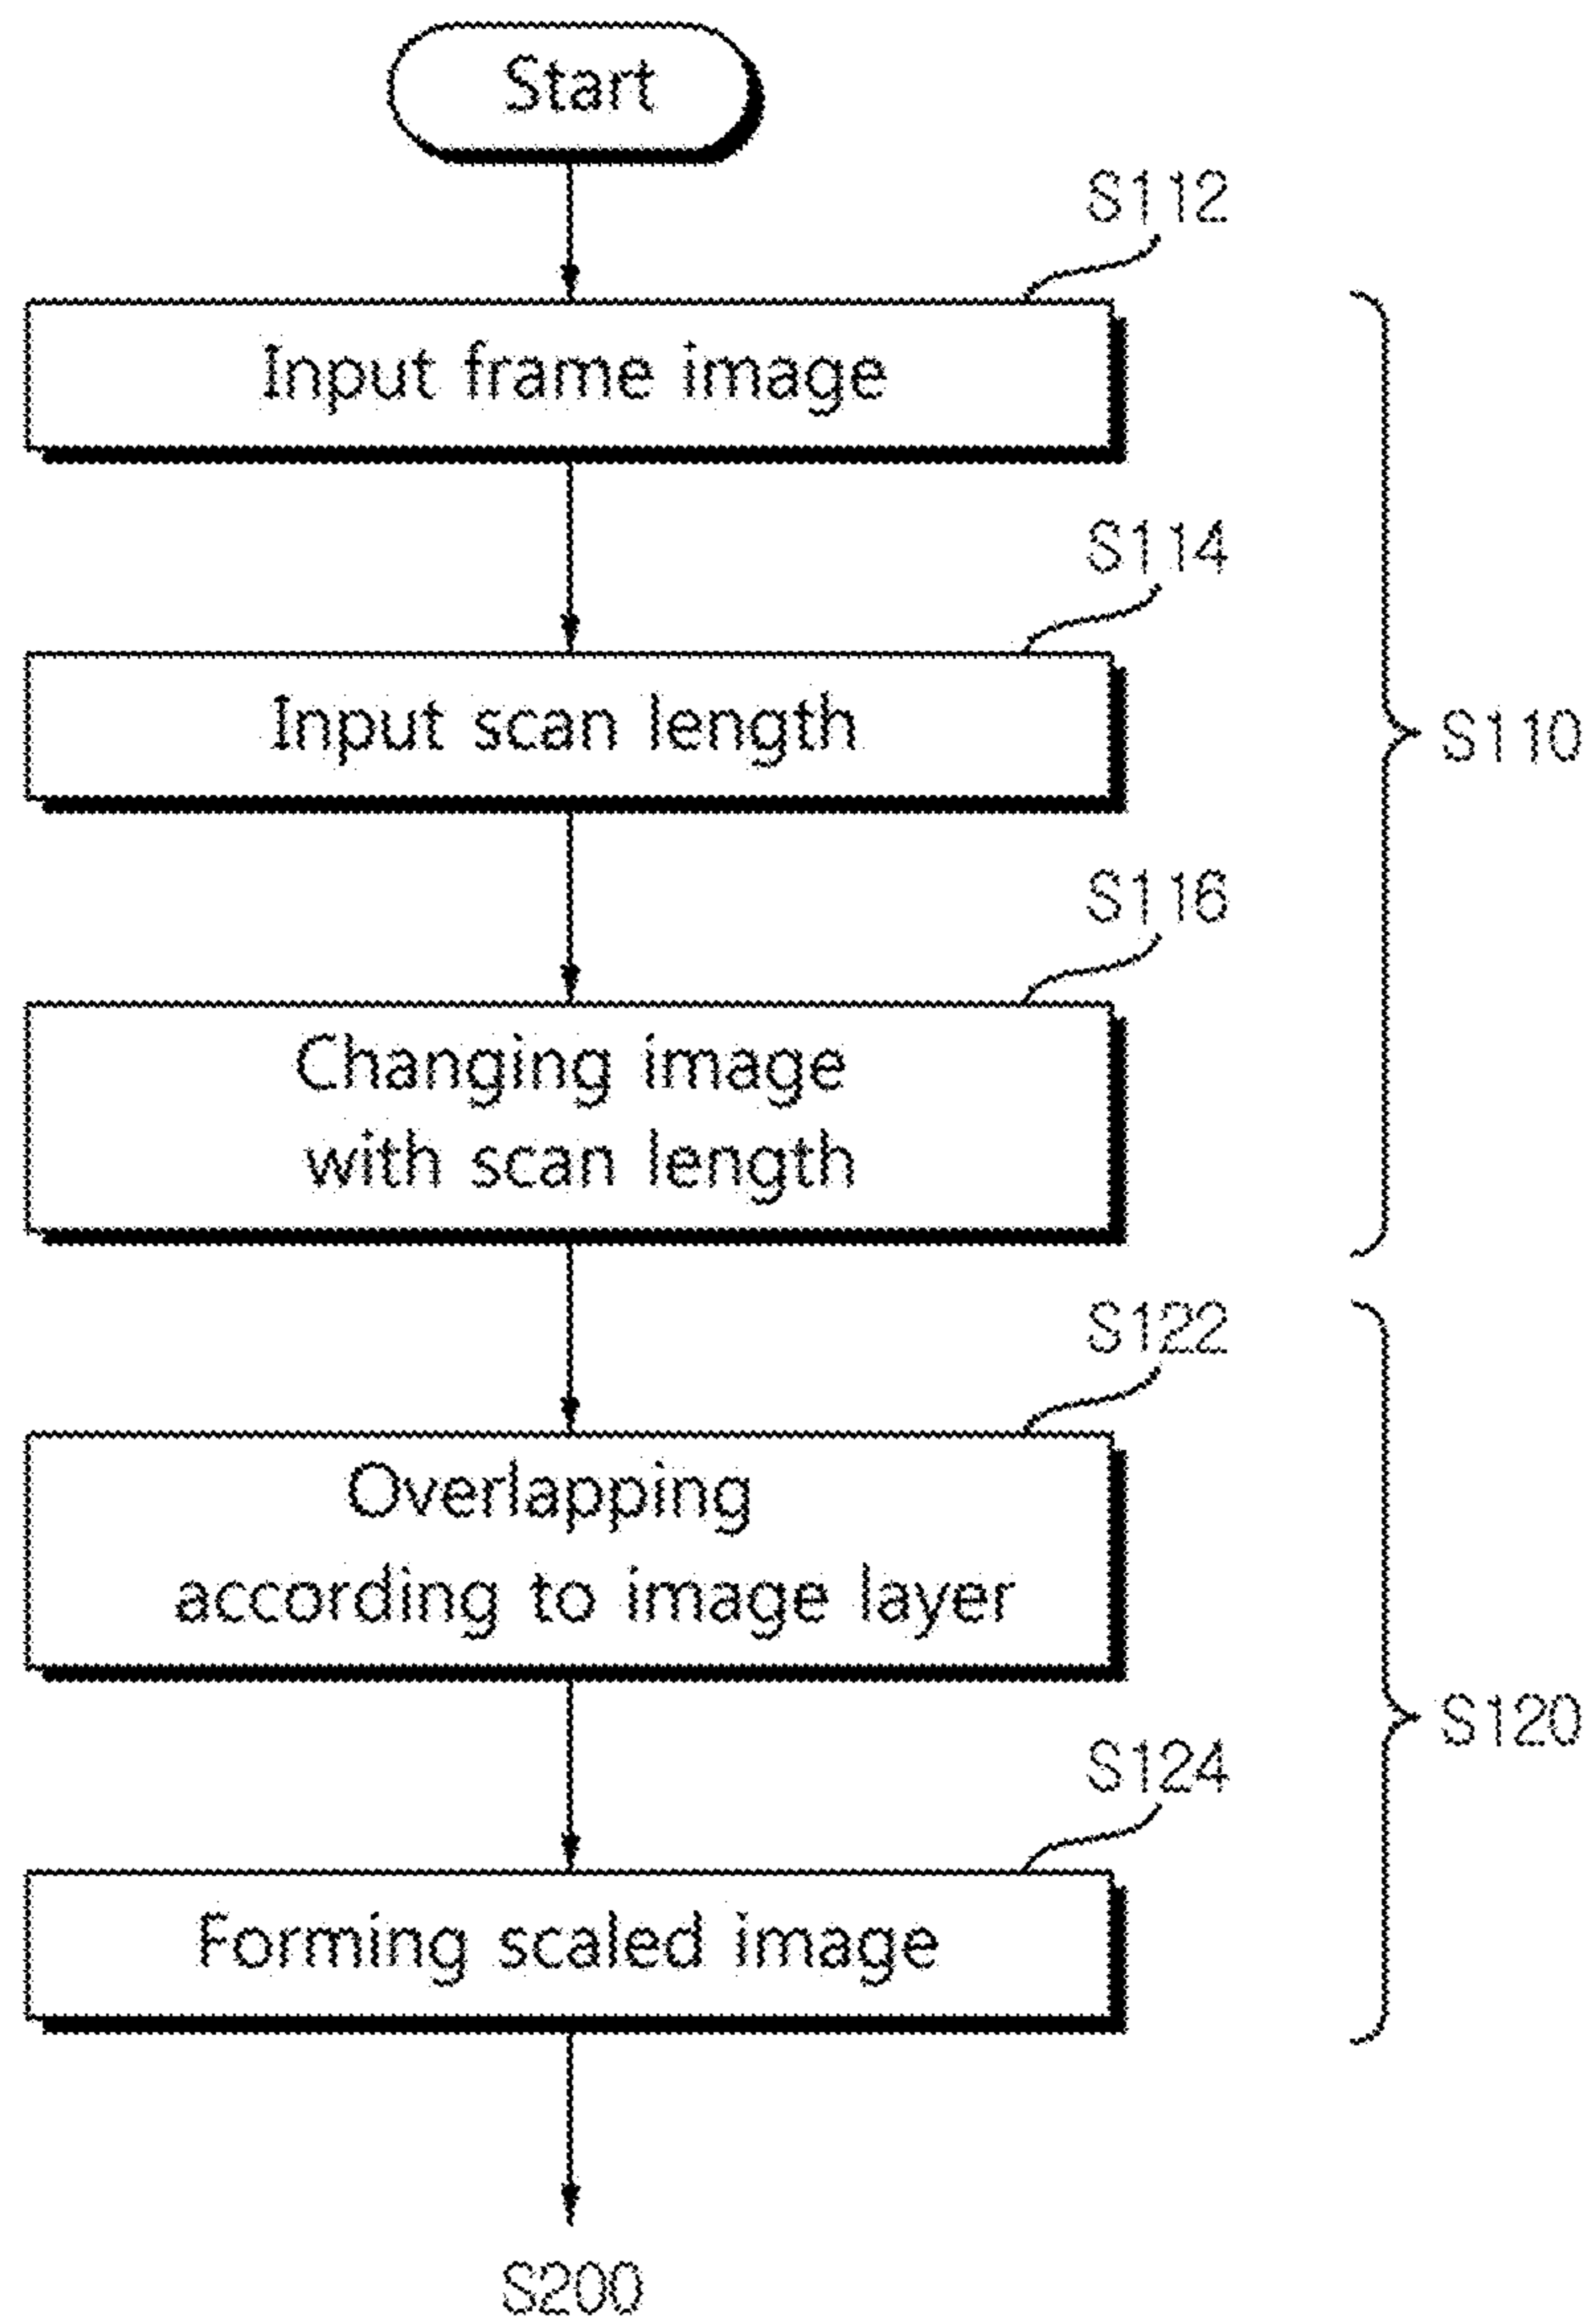 Start
S112
Input frame image
S114
Input scan length
S110
S116
Changing image
with scan length
S122
Overlapping
according to image layer
S120
S124
Forming scaled image
S200